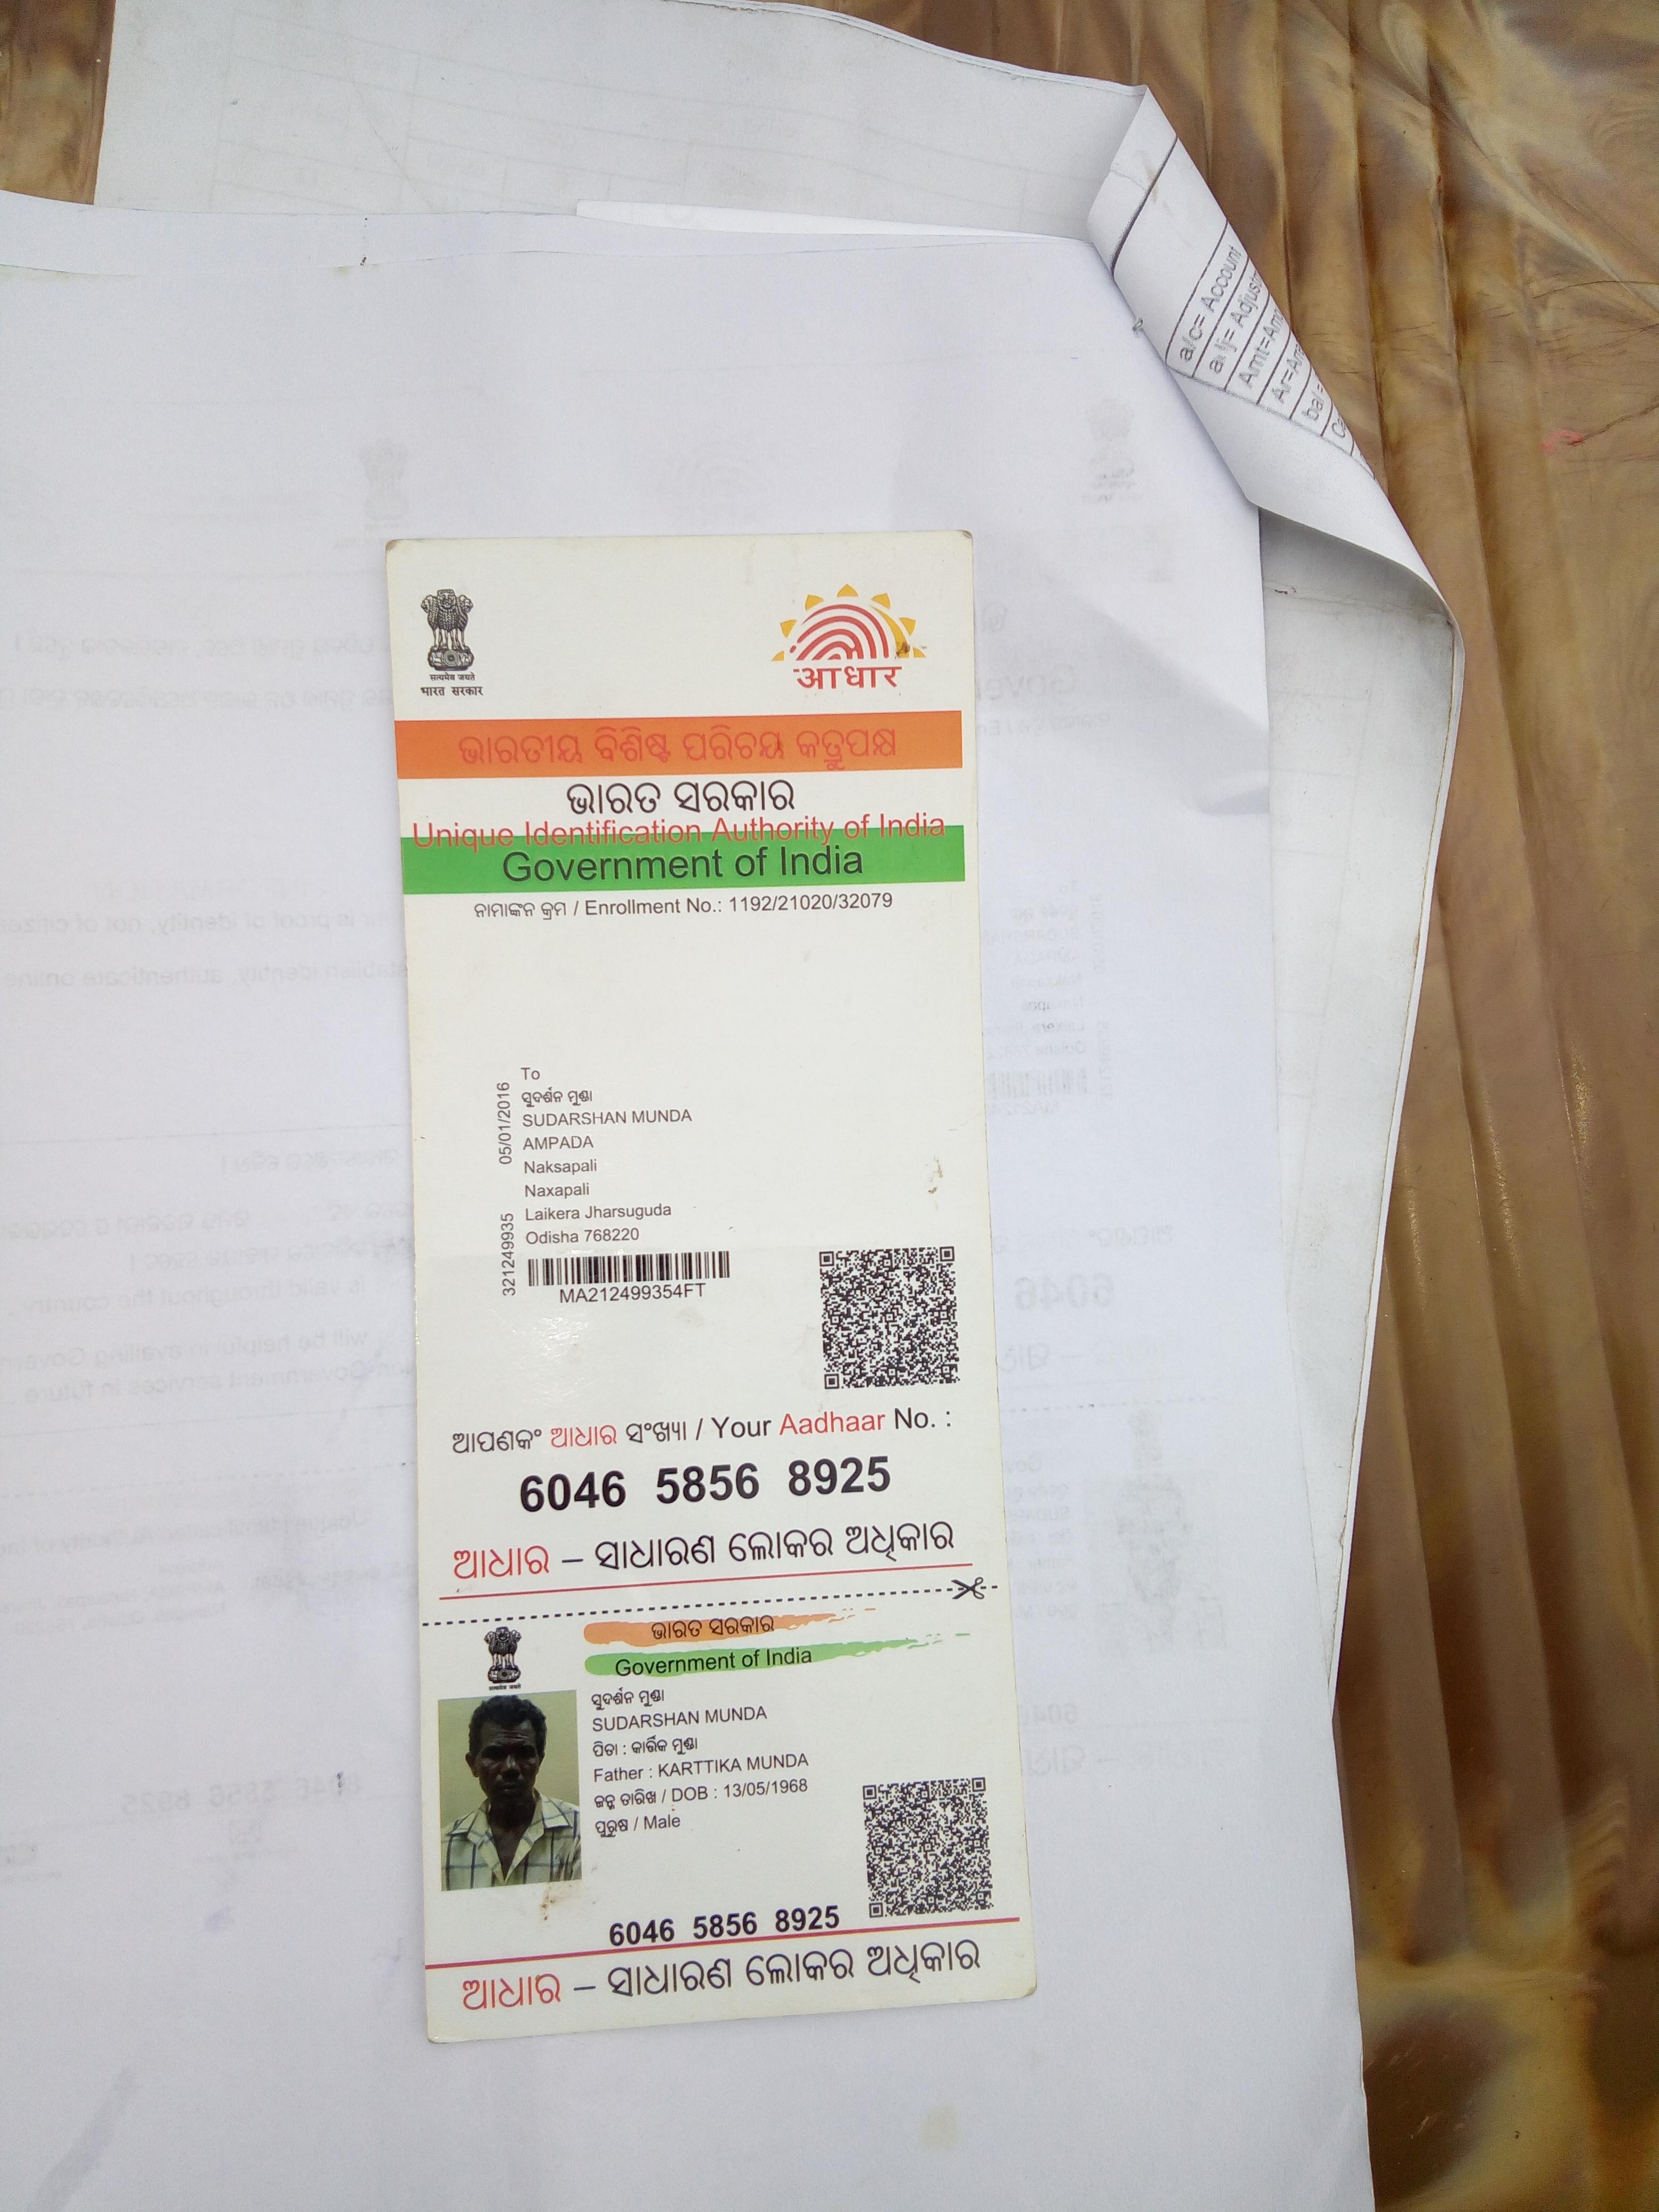 सत्यमेव जयते
भारत सरकार
आधार
ଭାରତୀୟ ବିଶିଷ୍ଟ ପରିଚୟ କତ୍ରୁପକ୍ଷ
ଭାରତ ସରକାର
Unique Identification Authority of India
Government of India
ନାମାଙ୍କନ କ୍ରମ / Enrollment No.: 1192/21020/32079
05/01/2016
321249935
To
ସୁଦର୍ଶନ ମୁଣ୍ଡା
SUDARSHAN MUNDA
AMPADA
Naksapali
Naxapali
Laikera Jharsuguda
Odisha 768220
MA212499354FT
ଆପଣକଂ ଆଧାର ସଂଖ୍ୟା / Your Aadhaar No. :
6046 5856 8925
ଆଧାର – ସାଧାରଣ ଲୋକର ଅଧିକାର
ଭାରତ ସରକାର
Government of India
ସୁଦର୍ଶନ ମୁଣ୍ଡା
SUDARSHAN MUNDA
ପିତା : କାର୍ତ୍ତିକ ମୁଣ୍ଡା
Father : KARTTIKA MUNDA
ଜନ୍ମ ତାରିଖ / DOB : 13/05/1968
ପୁରୁଷ / Male
6046 5856 8925
ଆଧାର – ସାଧାରଣ ଲୋକର ଅଧିକାର
a/c= Account